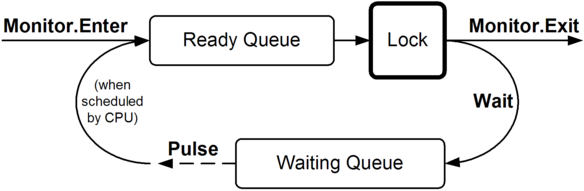 Monitor.Enter
Ready Queue
Lock
Monitor.Exit
(when
scheduled
by CPU)
Wait
Pulse
Waiting Queue